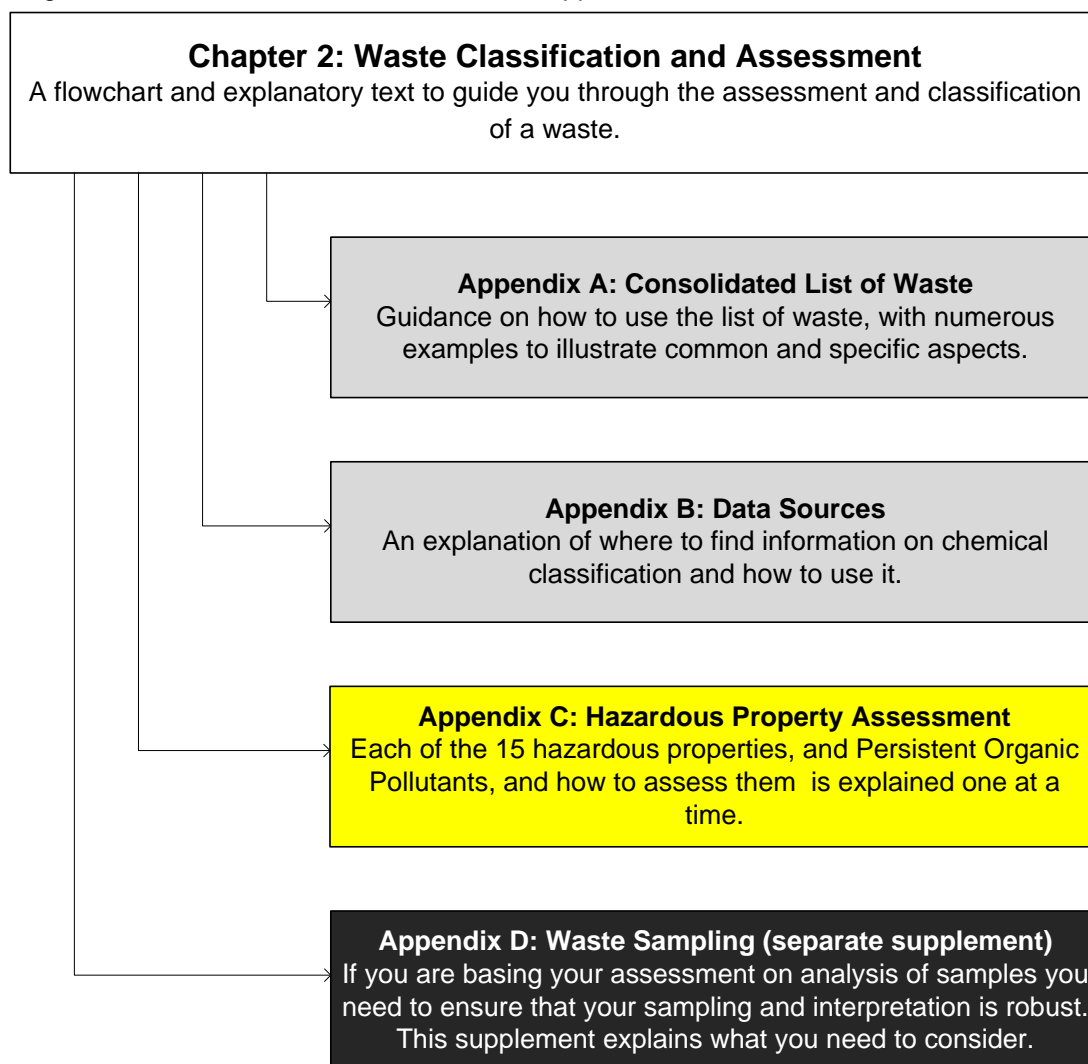 Chapter 2: Waste Classification and Assessment
A flowchart and explanatory text to guide you through the assessment and classification
of a waste.
Appendix A: Consolidated List of Waste
Guidance on how to use the list of waste, with numerous
examples to illustrate common and specific aspects.
Appendix B: Data Sources
An explanation of where to find information on chemical
classification and how to use it.
Appendix C: Hazardous Property Assessment
Each of the 15 hazardous properties, and Persistent Organic
Pollutants, and how to assess them is explained one at a
time.
Appendix D: Waste Sampling (separate supplement)
If you are basing your assessment on analysis of samples you
need to ensure that your sampling and interpretation is robust.
This supplement explains what you need to consider.